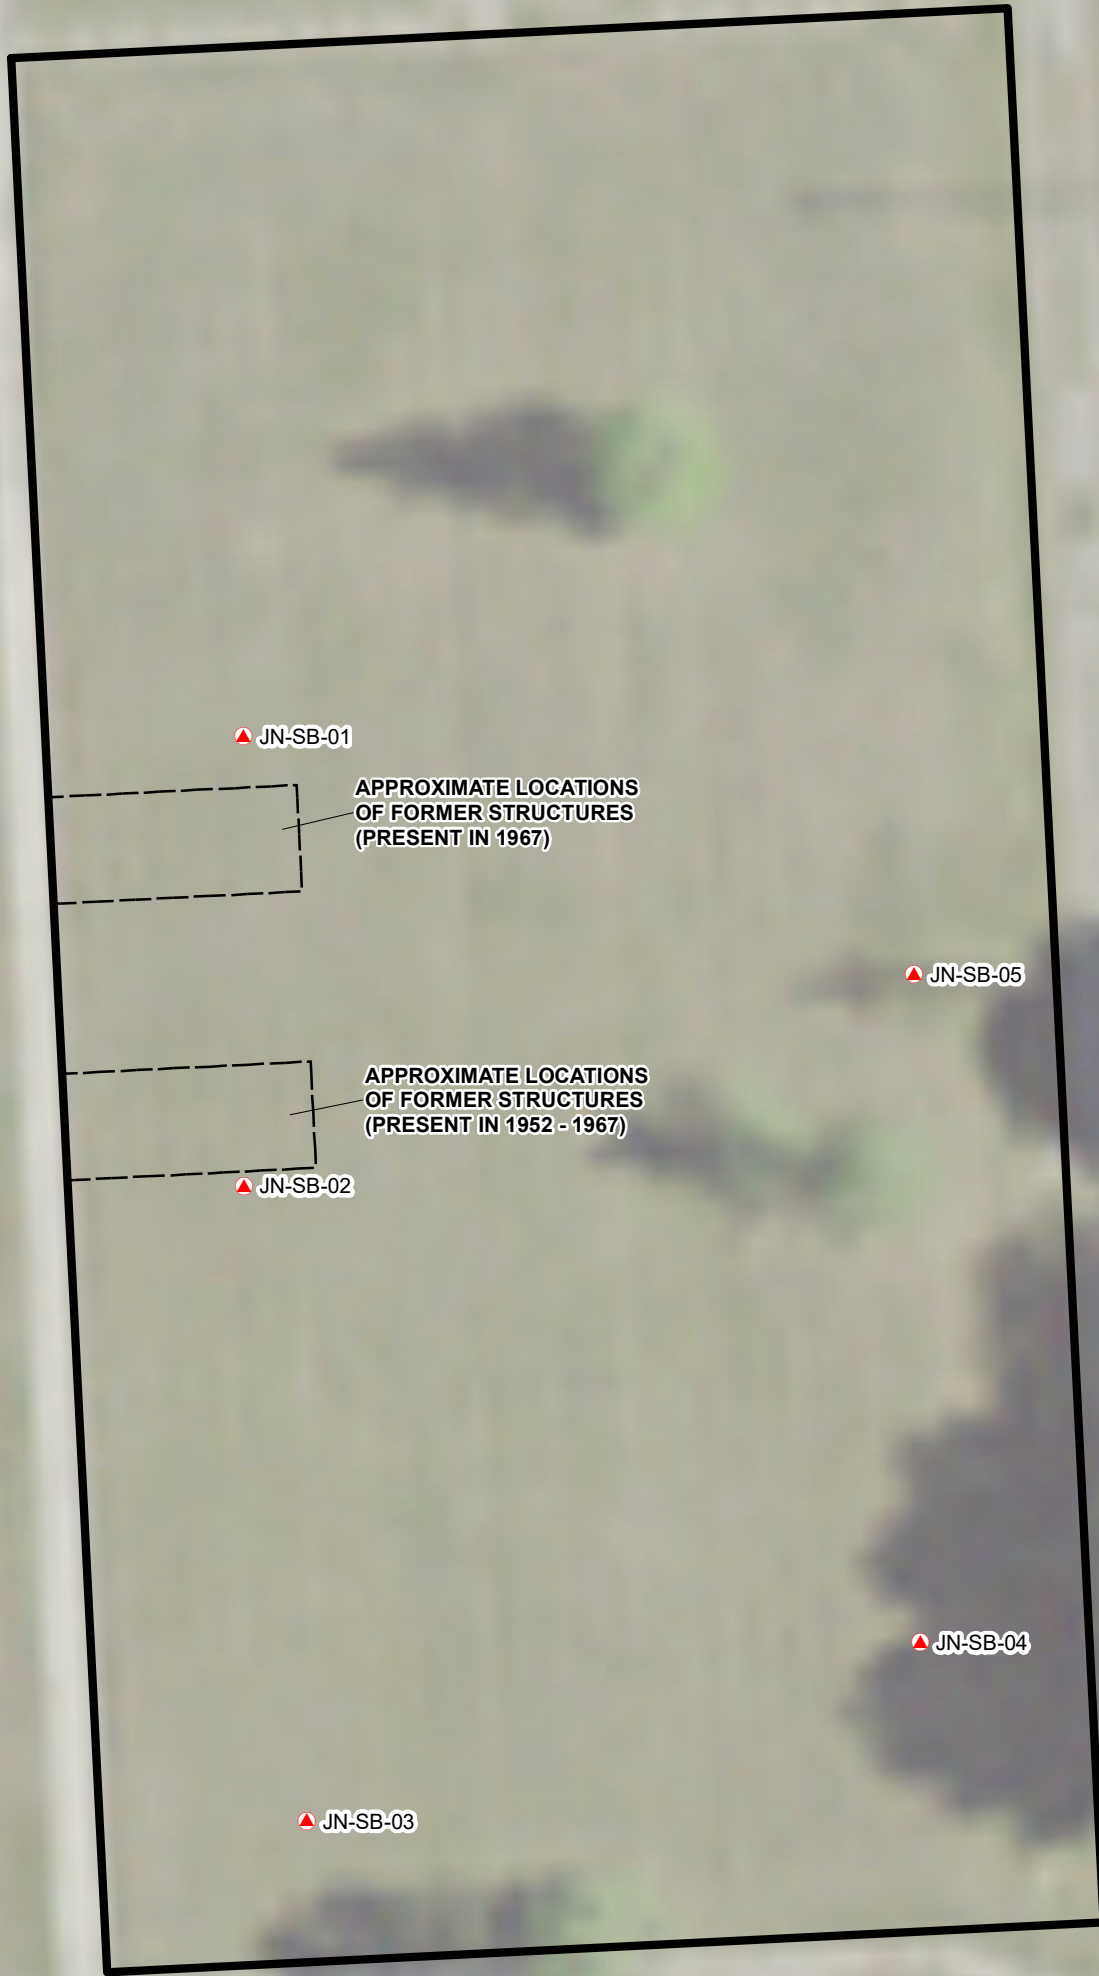 JN-SB-01
APPROXIMATE LOCATIONS
OF FORMER STRUCTURES
(PRESENT IN 1967)
JN-SB-05
APPROXIMATE LOCATIONS
OF FORMER STRUCTURES
(PRESENT IN 1952 - 1967)
JN-SB-02
JN-SB-04
JN-SB-03